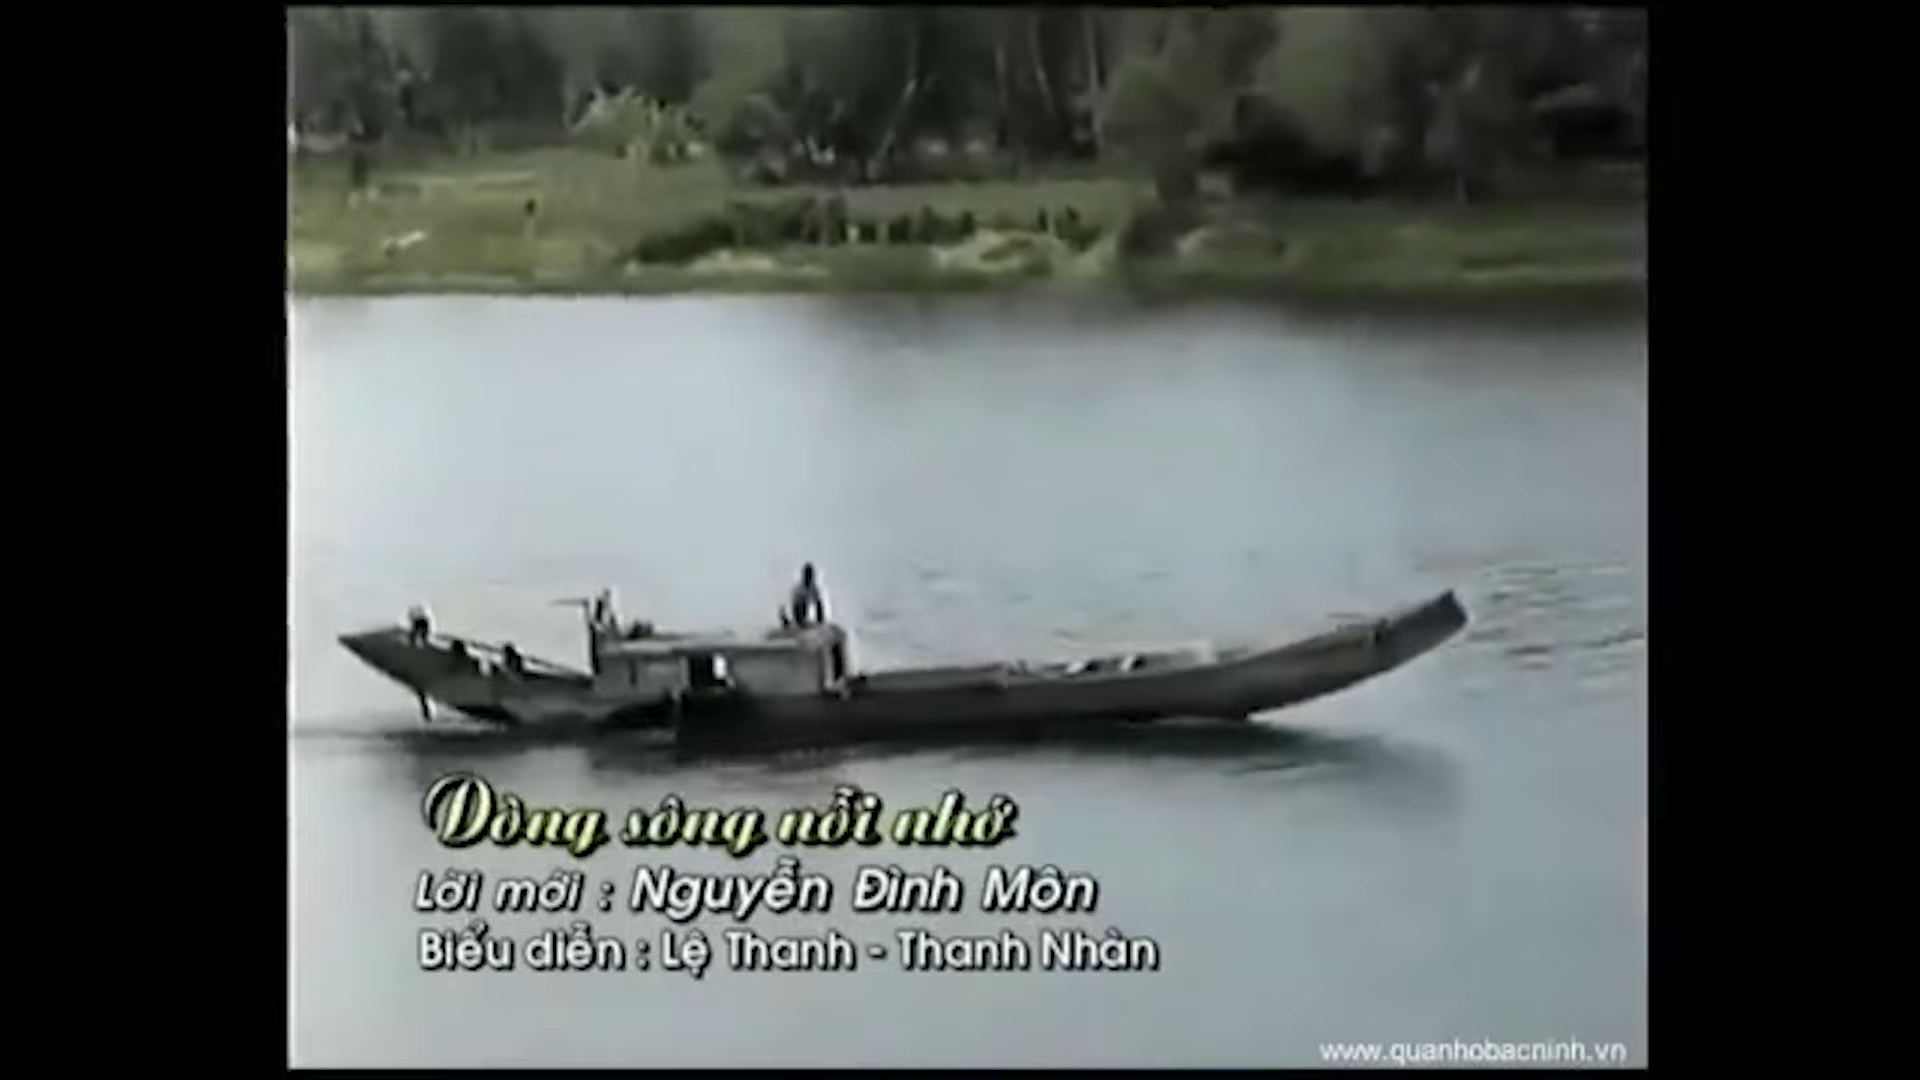 Dòng sông nỗi nhớ
Lời mới : Nguyễn Đình Môn
Biểu diễn : Lệ Thanh - Thanh Nhàn
www.quanhobacninh.vn